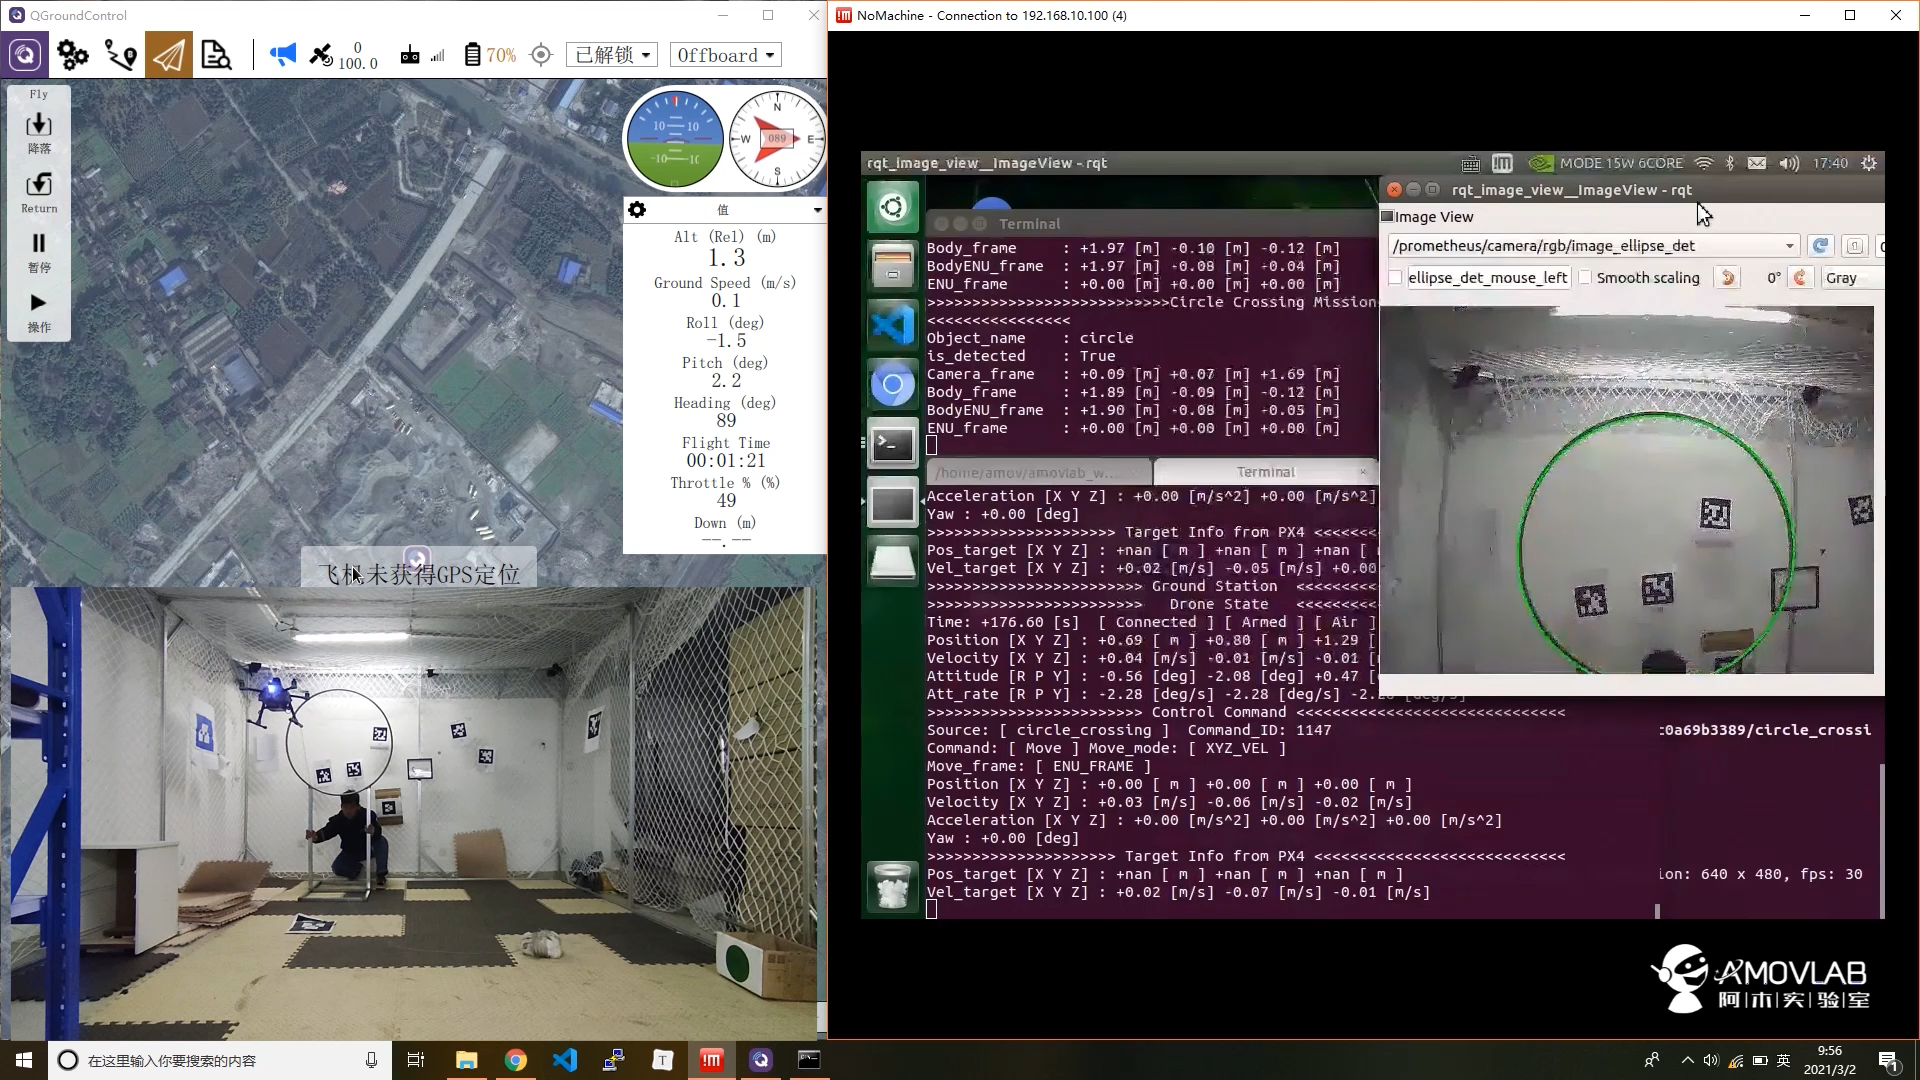 QGroundControl
0
100.0
70%
已解锁
Offboard
Fly
降落
Return
暂停
操作
10 10
-10 10
N
W 089 E
S
值
Alt (Rel) (m)
1.3
Ground Speed (m/s)
0.1
Roll (deg)
-1.5
Pitch (deg)
2.2
Heading (deg)
89
Flight Time
00:01:21
Throttle % (%)
49
Down (m)
--.--
飞机未获得GPS定位
NoMachine - Connection to 192.168.10.100 (4)
rqt_image_view__ImageView - rqt
MODE 15W 6CORE
17:40
Terminal
Body_frame : +1.97 [m] -0.10 [m] -0.12 [m]
BodyENU_frame : +1.97 [m] -0.08 [m] +0.04 [m]
ENU_frame : +0.00 [m] +0.00 [m] +0.00 [m]
>>>>>>>>>>>>>>>>>>>>>>>>>>>Circle Crossing Mission
<<<<<<<<<<<<<<<<
Object_name : circle
is_detected : True
Camera_frame : +0.09 [m] +0.07 [m] +1.69 [m]
Body_frame : +1.89 [m] -0.09 [m] -0.12 [m]
BodyENU_frame : +1.90 [m] -0.08 [m] -0.05 [m]
ENU_frame : +0.00 [m] +0.00 [m] +0.00 [m]
/home/amov/amovlab_w...
Terminal
Acceleration [X Y Z] : +0.00 [m/s^2] +0.00 [m/s^2]
Yaw : +0.00 [deg]
>>>>>>>>>>>>>>>>>>>>> Target Info from PX4 <<<<<<<
Pos_target [X Y Z] : +nan [ m ] +nan [ m ] +nan [
Vel_target [X Y Z] : +0.02 [m/s] -0.05 [m/s] +0.00
>>>>>>>>>>>>>>>>>>>>>>>> Ground Station <<<<<<<<<
>>>>>>>>>>>>>>>>>>>>>>>> Drone State <<<<<<<<<
Time: +176.60 [s] [ Connected ] [ Armed ] [ Air ]
Position [X Y Z] : +0.69 [ m ] +0.80 [ m ] +1.29 [
Velocity [X Y Z] : +0.04 [m/s] -0.01 [m/s] -0.01 [
Attitude [R P Y] : -0.56 [deg] -2.08 [deg] +0.47 [
Att_rate [R P Y] : -2.28 [deg/s] -2.28 [deg/s] -2.
>>>>>>>>>>>>>>>>>>>>>>>> Control Command <<<<<<<<<<<<<<<<<<<<<<<<<<<<<<
Source: [ circle_crossing ] Command_ID: 1147
Command: [ Move ] Move_mode: [ XYZ_VEL ]
Move_frame: [ ENU_FRAME ]
Position [X Y Z] : +0.00 [ m ] +0.00 [ m ] +0.00 [ m ]
Velocity [X Y Z] : +0.03 [m/s] -0.06 [m/s] -0.02 [m/s]
Acceleration [X Y Z] : +0.00 [m/s^2] +0.00 [m/s^2] +0.00 [m/s^2]
Yaw : +0.00 [deg]
>>>>>>>>>>>>>>>>>>>>> Target Info from PX4 <<<<<<<<<<<<<<<<<<<<<<<<<<<<
Pos_target [X Y Z] : +nan [ m ] +nan [ m ] +nan [ m ]
Vel_target [X Y Z] : +0.02 [m/s] -0.07 [m/s] -0.01 [m/s]
rqt_image_view__ImageView - rqt
Image View
/prometheus/camera/rgb/image_ellipse_det
ellipse_det_mouse_left
Smooth scaling
0°
Gray
:0a69b3389/circle_crossi
ion: 640 x 480, fps: 30
AMOVLAB
阿木实验室
在这里输入你要搜索的内容
英
9:56
2021/3/2
1